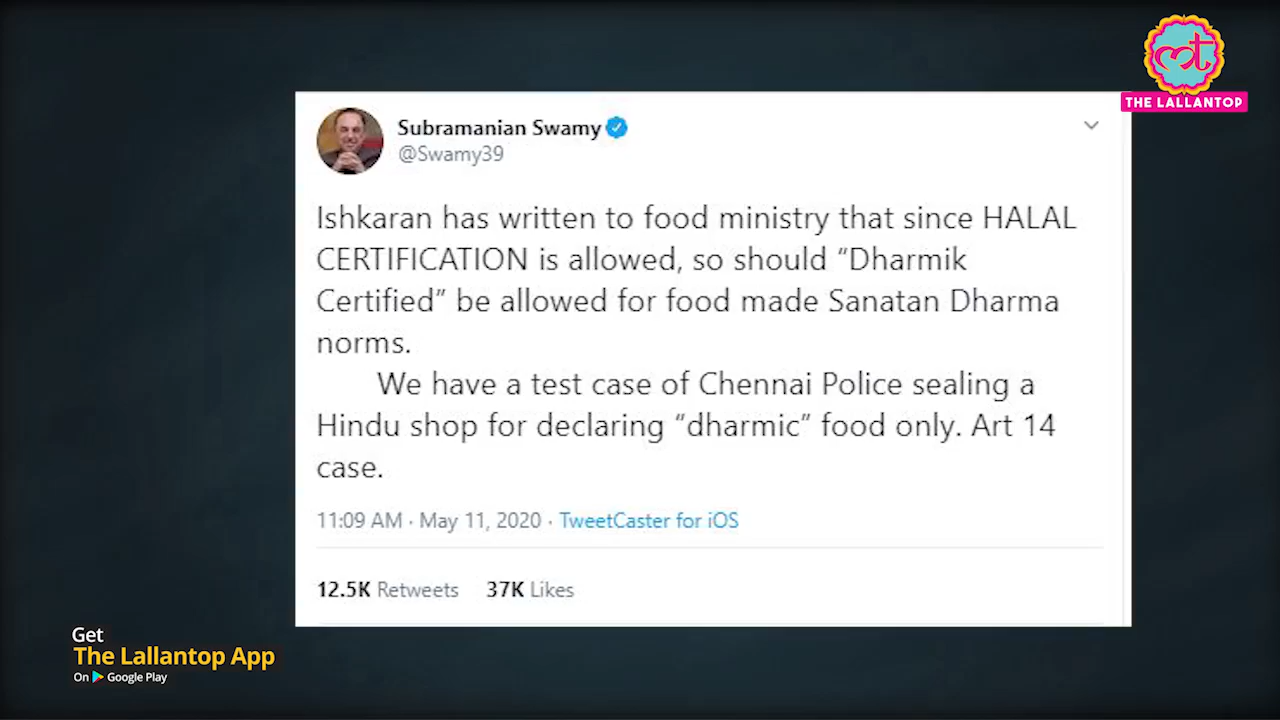 THE LALLANTOP
Subramanian Swamy
@Swamy39
Ishkaran has written to food ministry that since HALAL
CERTIFICATION is allowed, so should “Dharmik
Certified” be allowed for food made Sanatan Dharma
norms.
We have a test case of Chennai Police sealing a
Hindu shop for declaring “dharmic” food only. Art 14
case.
11:09 AM · May 11, 2020 · TweetCaster for iOS
12.5K Retweets 37K Likes
Get
The Lallantop App
On Google Play